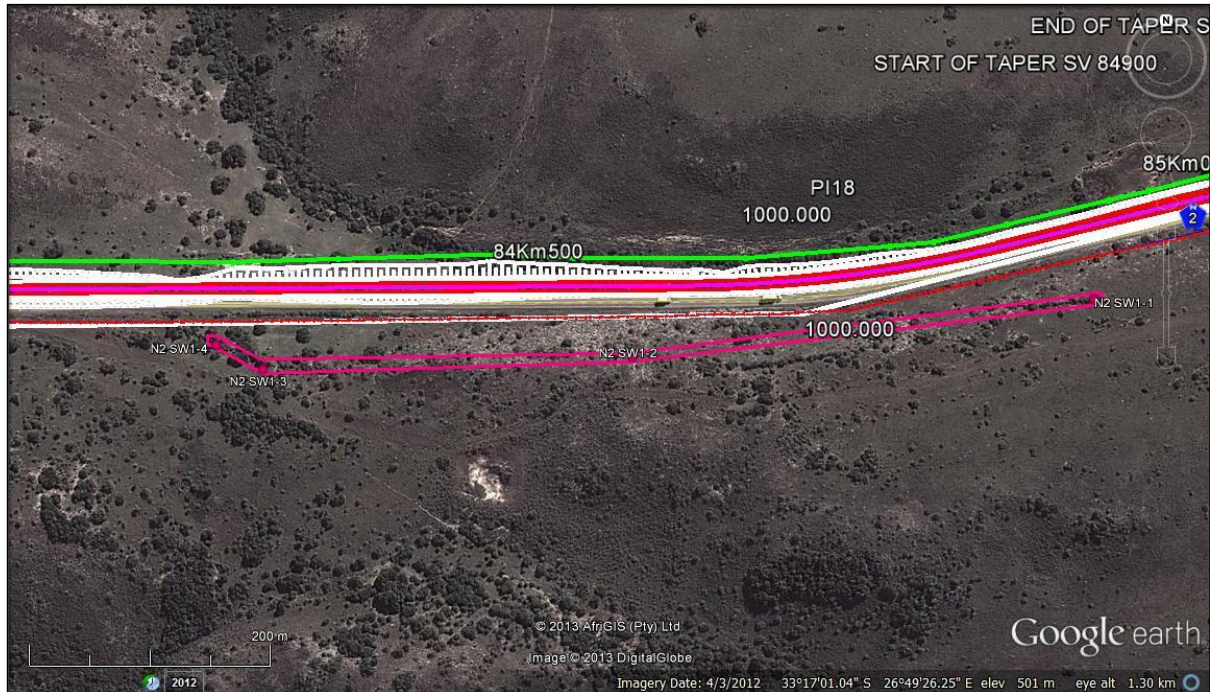 END OF TAPER S
N
START OF TAPER SV 84900
85Km0
PI18
1000.000
2
84Km500
N2 SW1-1
1000.000
N2 SW1-4
N2 SW1-2
N2 SW1-3
200 m
© 2013 AfriGIS (Pty) Ltd
Image © 2013 DigitalGlobe
Google earth
2012
Imagery Date: 4/3/2012 33°17'01.04" S 26°49'26.25" E elev 501 m eye alt 1.30 km